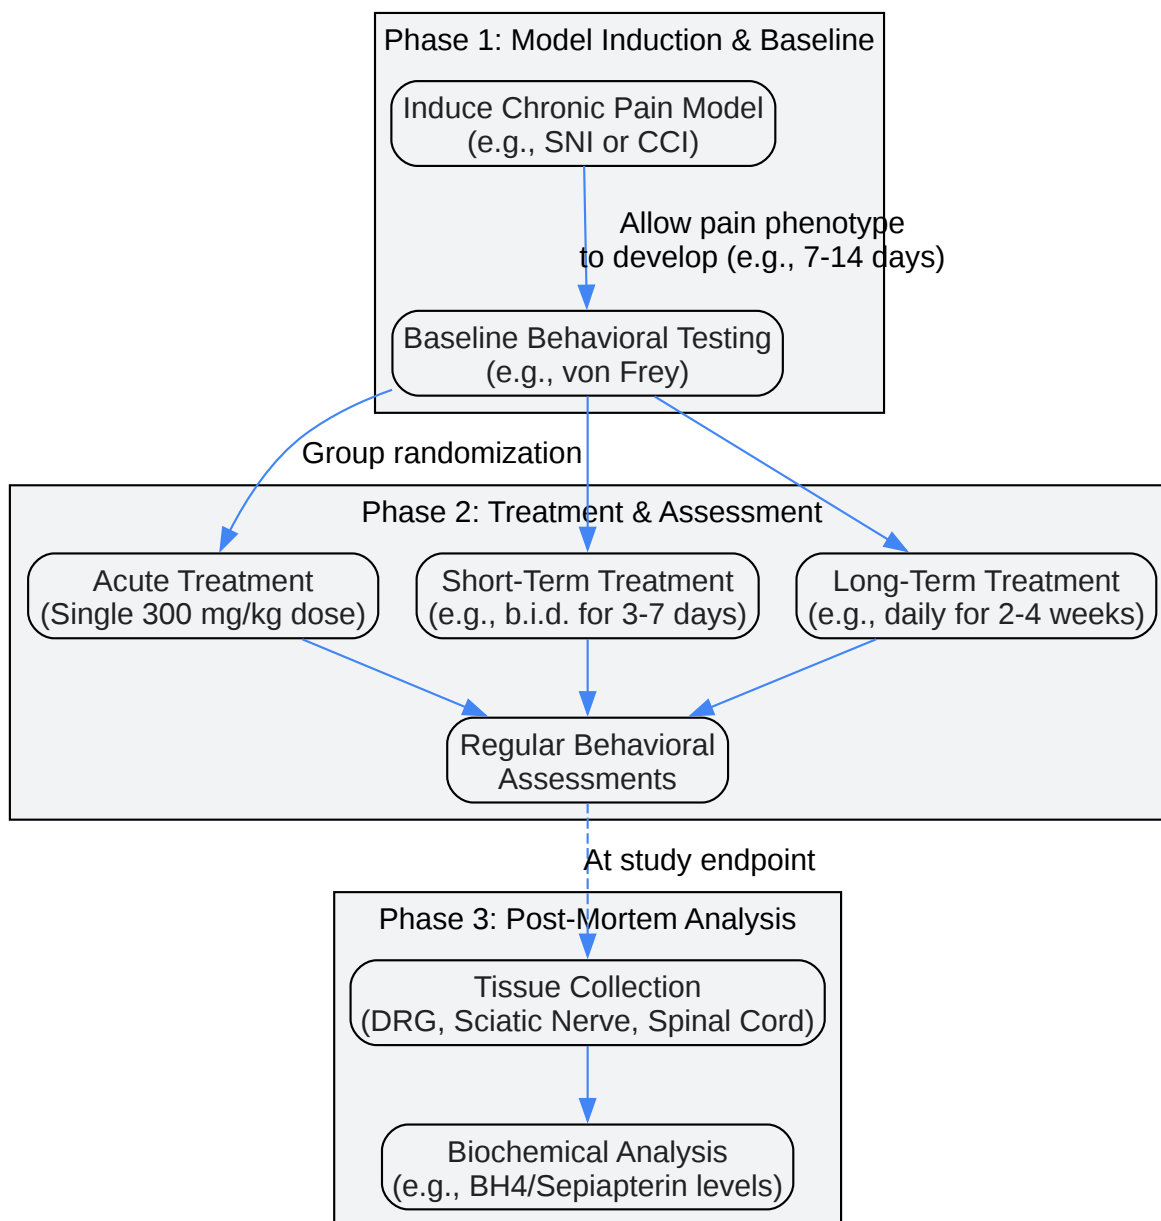 Phase 1: Model Induction & Baseline
Induce Chronic Pain Model
(e.g., SNI or CCI)
Allow pain phenotype
to develop (e.g., 7-14 days)
Baseline Behavioral Testing
(e.g., von Frey)
Group randomization
Phase 2: Treatment & Assessment
Acute Treatment
(Single 300 mg/kg dose)
Short-Term Treatment
(e.g., b.i.d. for 3-7 days)
Long-Term Treatment
(e.g., daily for 2-4 weeks)
Regular Behavioral
Assessments
At study endpoint
Phase 3: Post-Mortem Analysis
Tissue Collection
(DRG, Sciatic Nerve, Spinal Cord)
Biochemical Analysis
(e.g., BH4/Sepiapterin levels)